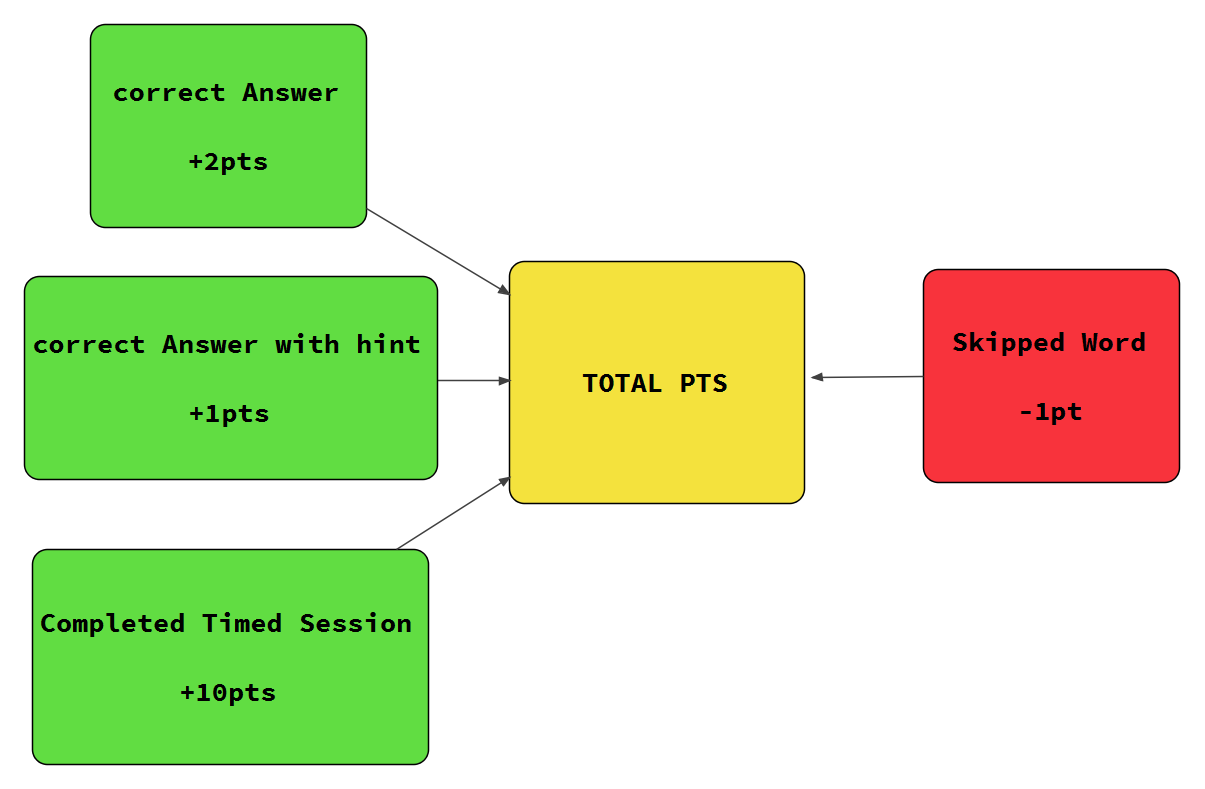 correct Answer
+2pts
correct Answer with hint
+1pts
Completed Timed Session
+10pts
TOTAL PTS
Skipped Word
-1pt